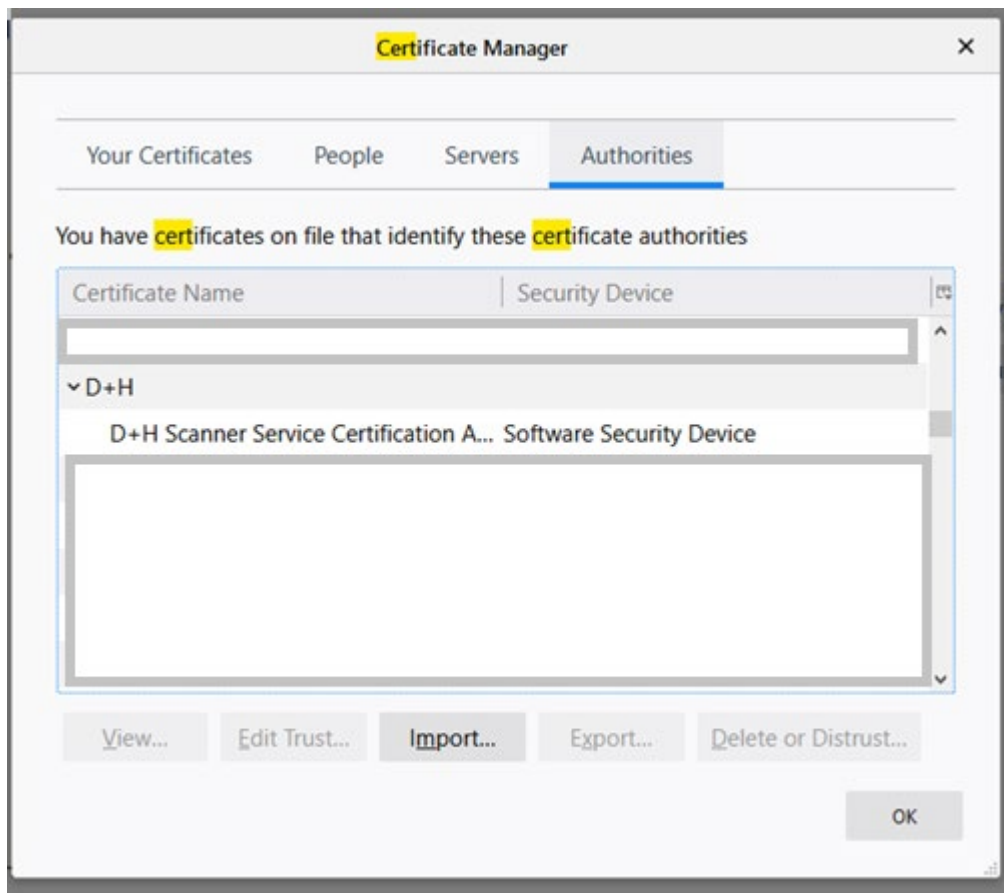 Certificate Manager
Your Certificates People Servers Authorities
You have certificates on file that identify these certificate authorities
Certificate Name Security Device
D+H
D+H Scanner Service Certification A... Software Security Device
View... Edit Trust... Import... Export... Delete or Distrust...
OK